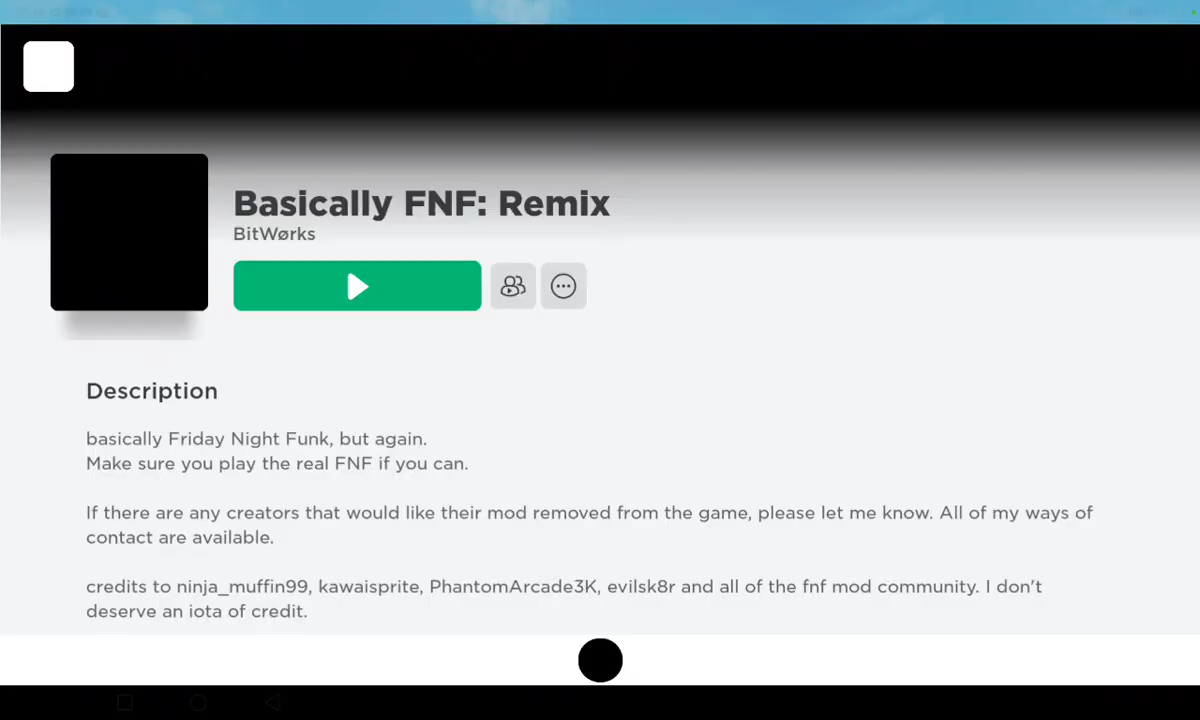 Basically FNF: Remix
BitWørks
Description
basically Friday Night Funk, but again.
Make sure you play the real FNF if you can.
If there are any creators that would like their mod removed from the game, please let me know. All of my ways of
contact are available.
credits to ninja_muffin99, kawaisprite, PhantomArcade3K, evilsk8r and all of the fnf mod community. I don't
deserve an iota of credit.